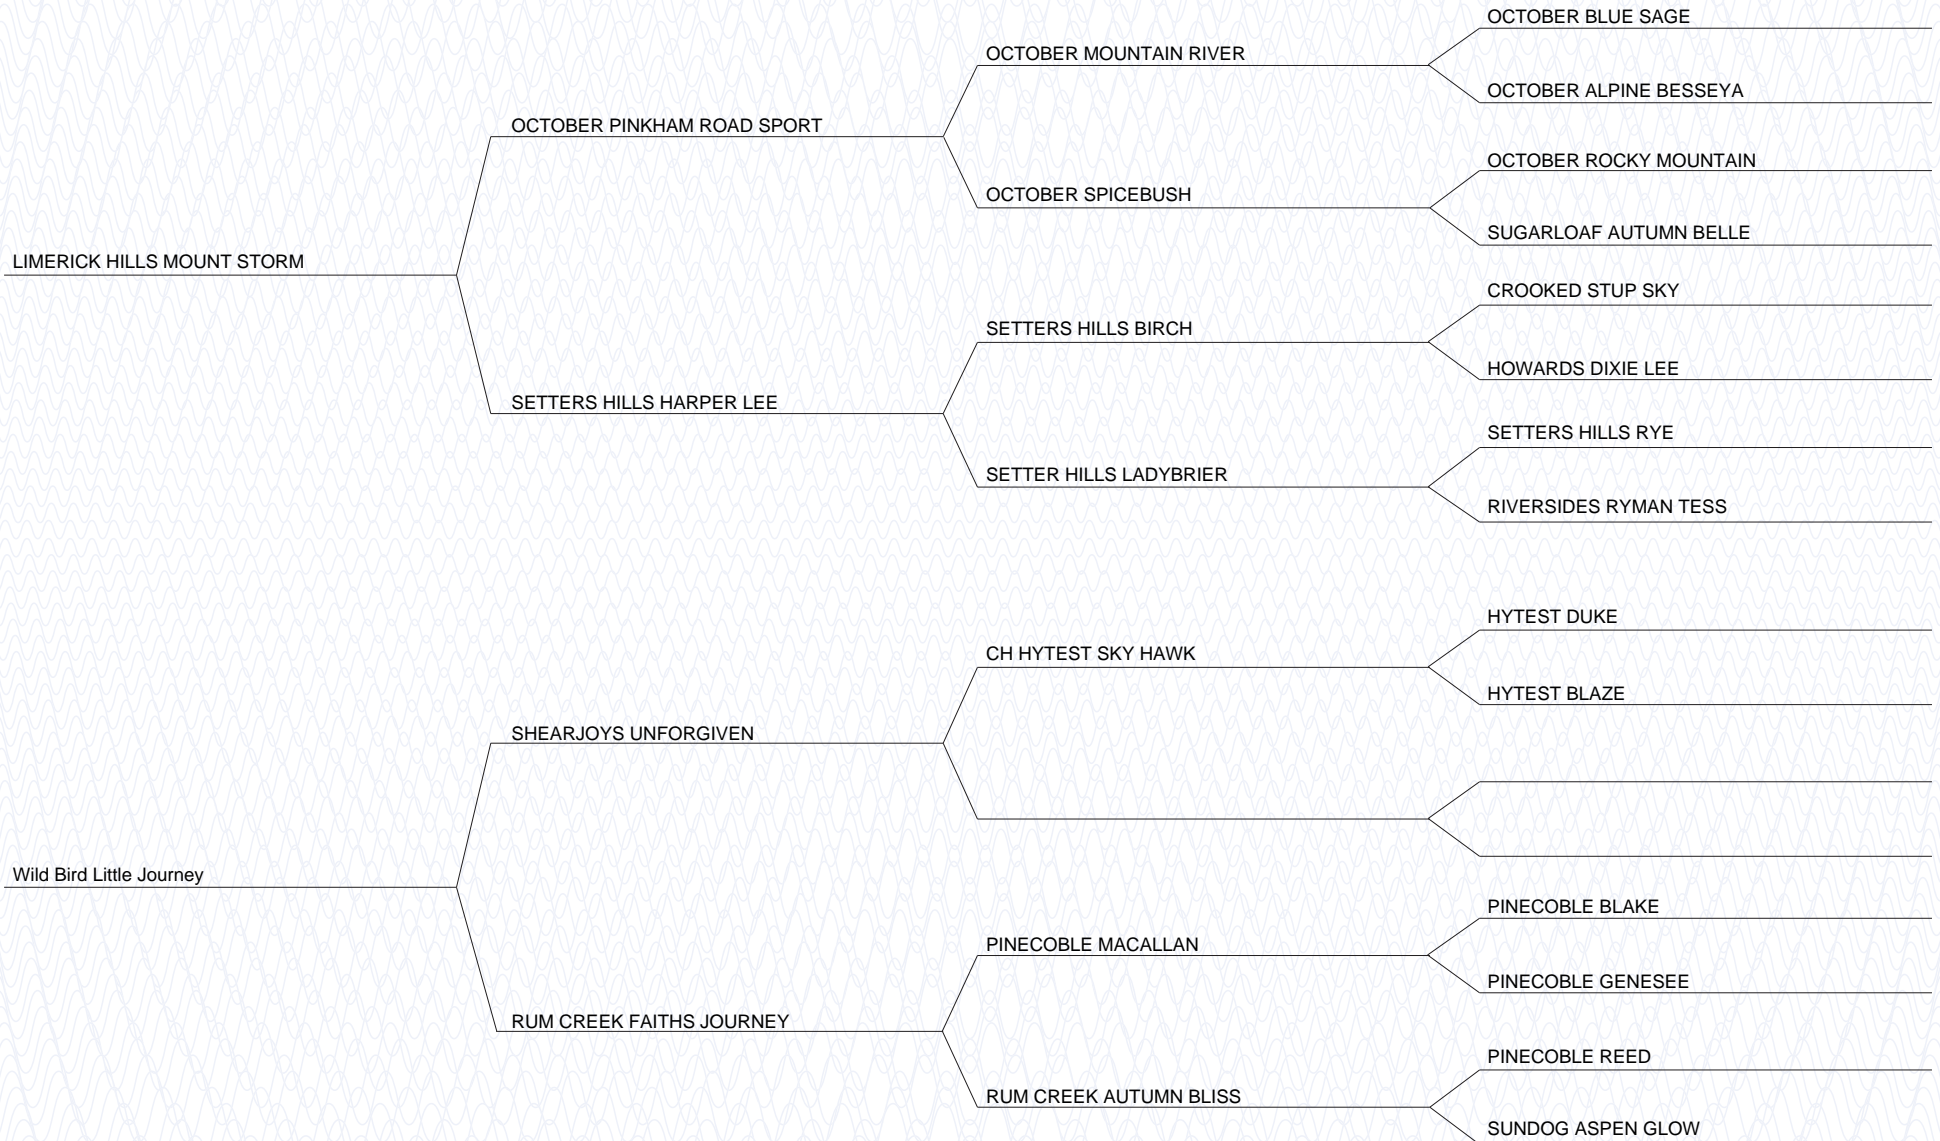 OCTOBER BLUE SAGE
OCTOBER MOUNTAIN RIVER
OCTOBER ALPINE BESSEYA
OCTOBER PINKHAM ROAD SPORT
OCTOBER ROCKY MOUNTAIN
OCTOBER SPICEBUSH
SUGARLOAF AUTUMN BELLE
LIMERICK HILLS MOUNT STORM
CROOKED STUP SKY
SETTERS HILLS BIRCH
HOWARDS DIXIE LEE
SETTERS HILLS HARPER LEE
SETTERS HILLS RYE
SETTER HILLS LADYBRIER
RIVERSIDES RYMAN TESS
HYTEST DUKE
CH HYTEST SKY HAWK
HYTEST BLAZE
SHEARJOYS UNFORGIVEN
Wild Bird Little Journey
PINECOBLE BLAKE
PINECOBLE MACALLAN
PINECOBLE GENESEE
RUM CREEK FAITHS JOURNEY
PINECOBLE REED
RUM CREEK AUTUMN BLISS
SUNDOG ASPEN GLOW